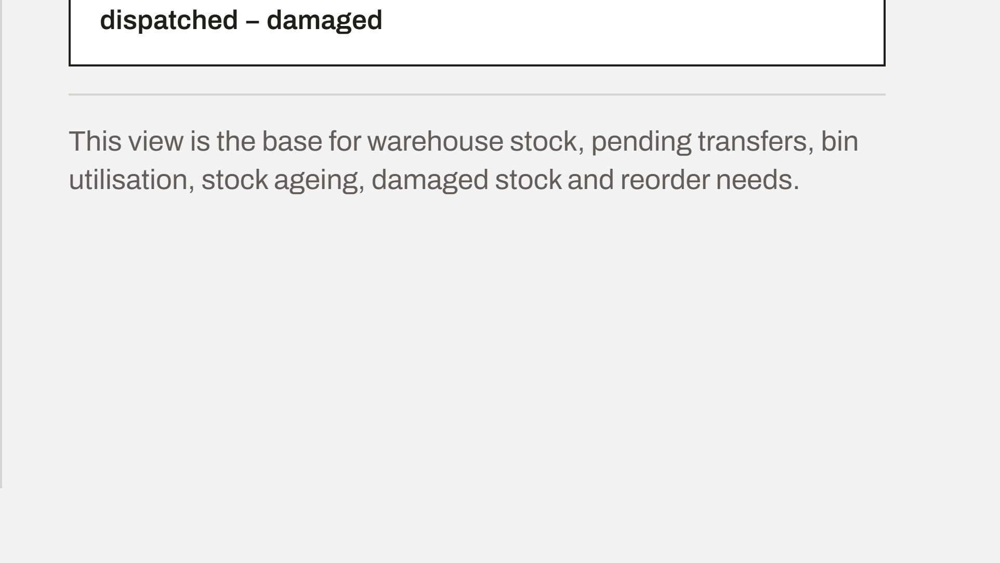 dispatched – damaged
This view is the base for warehouse stock, pending transfers, bin
utilisation, stock ageing, damaged stock and reorder needs.